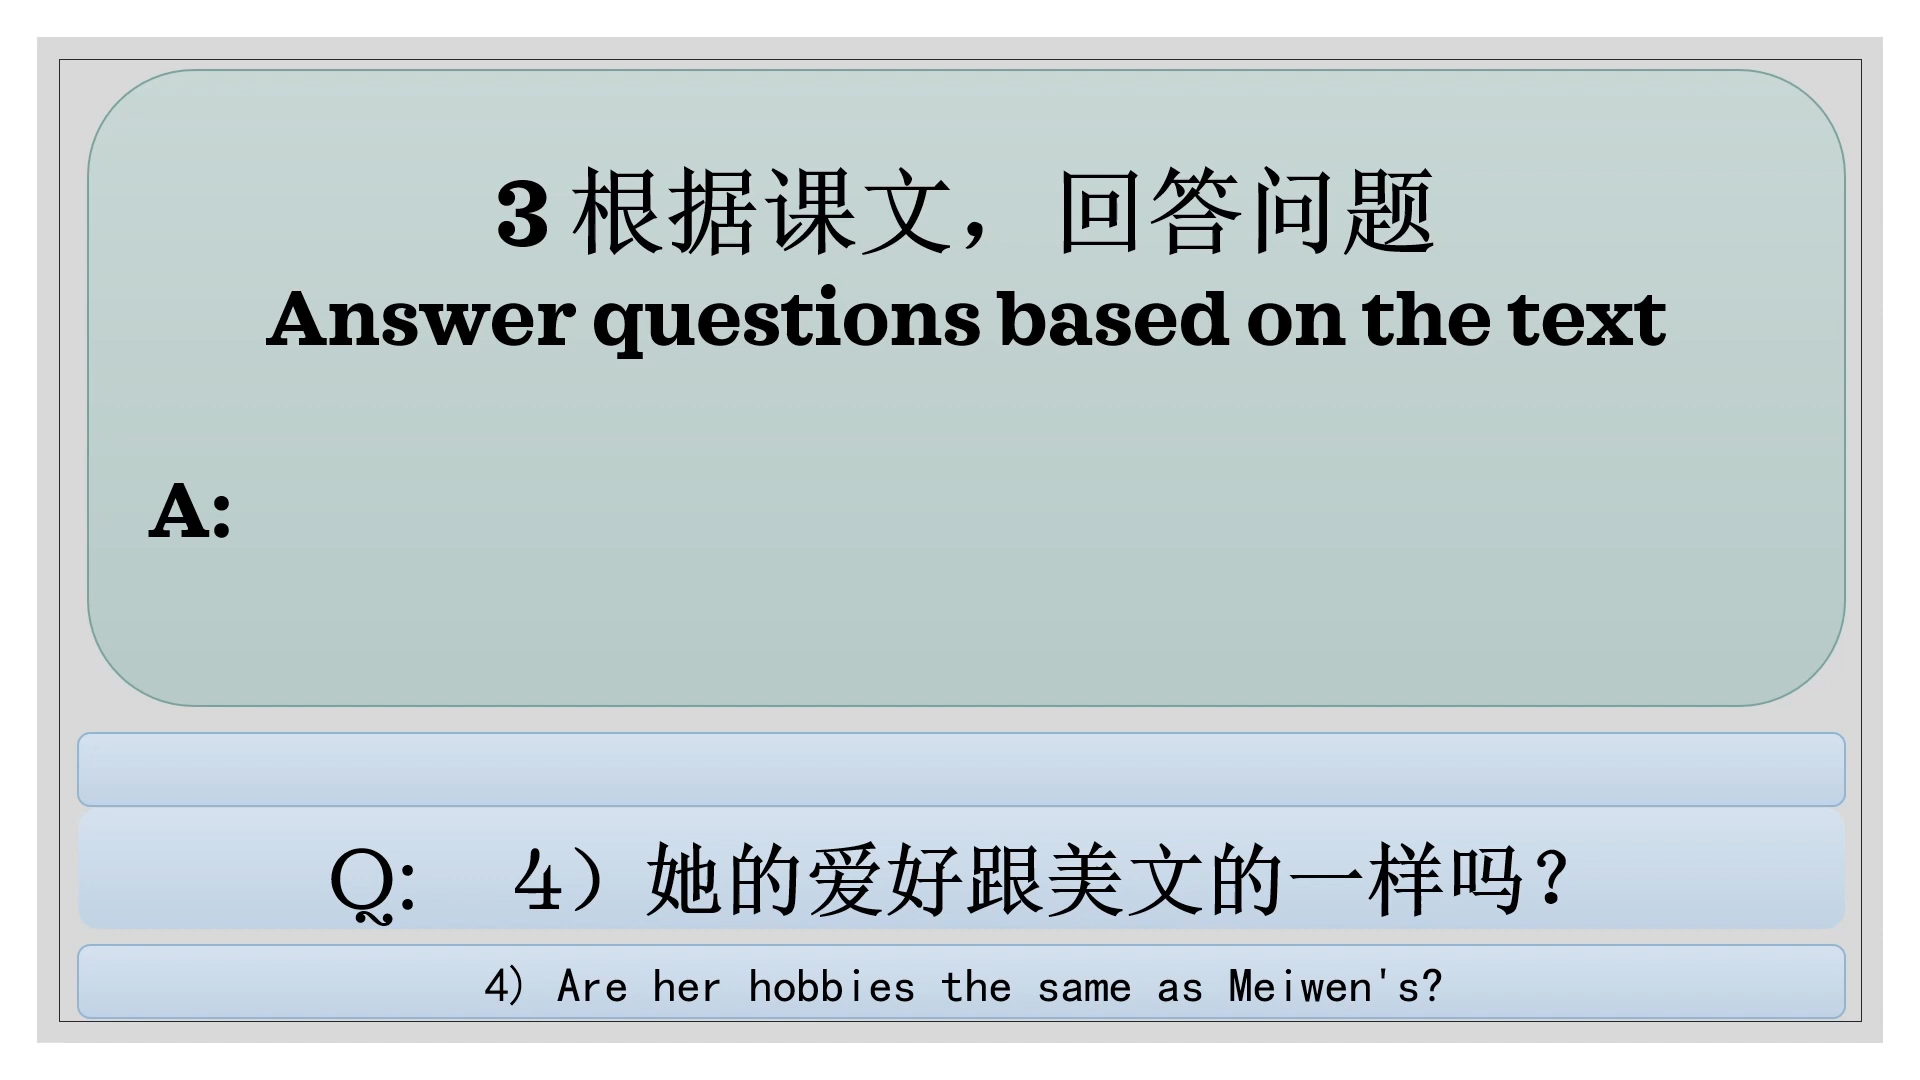 3 根据课文，回答问题
Answer questions based on the text
A:
Q: 4）她的爱好跟美文的一样吗？
4) Are her hobbies the same as Meiwen's?